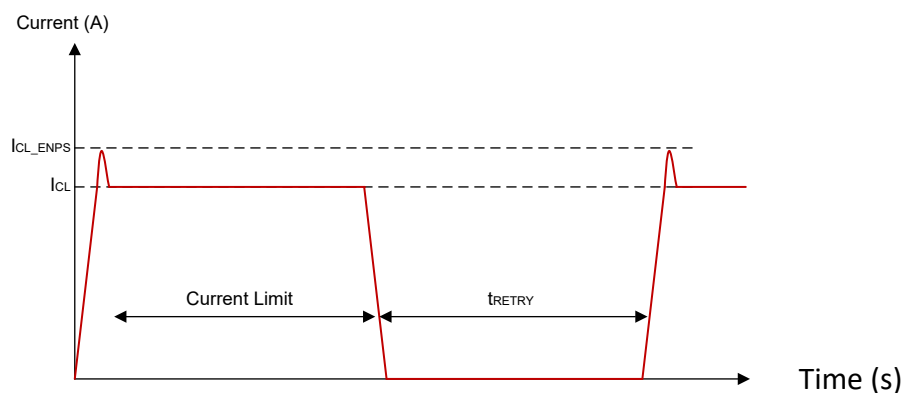 Current (A)
ICL_ENPS
ICL
Current Limit
tRETRY
Time (s)